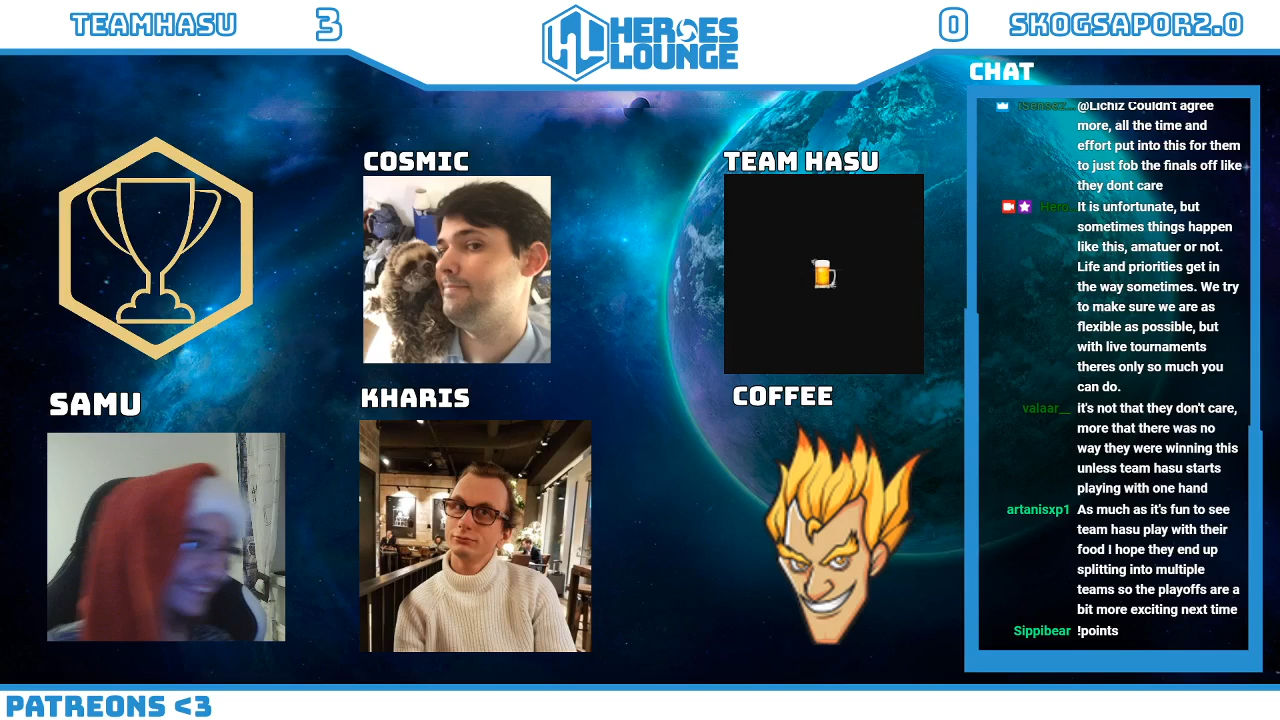 TEAMHASU
3
HEROES
LOUNGE
0
SKOGSAPOR2.0
CHAT
COSMIC
TEAM HASU
SAMU
KHARIS
COFFEE
@Lichiz Couldn't agree
more, all the time and
effort put into this for them
to just fob the finals off like
they dont care
Hero... It is unfortunate, but
sometimes things happen
like this, amatuer or not.
Life and priorities get in
the way sometimes. We try
to make sure we are as
flexible as possible, but
with live tournaments
theres only so much you
can do.
valaar__ it's not that they don't care,
more that there was no
way they were winning this
unless team hasu starts
playing with one hand
artanisxp1 As much as it's fun to see
team hasu play with their
food I hope they end up
splitting into multiple
teams so the playoffs are a
bit more exciting next time
Sippibear !points
PATREONS <3